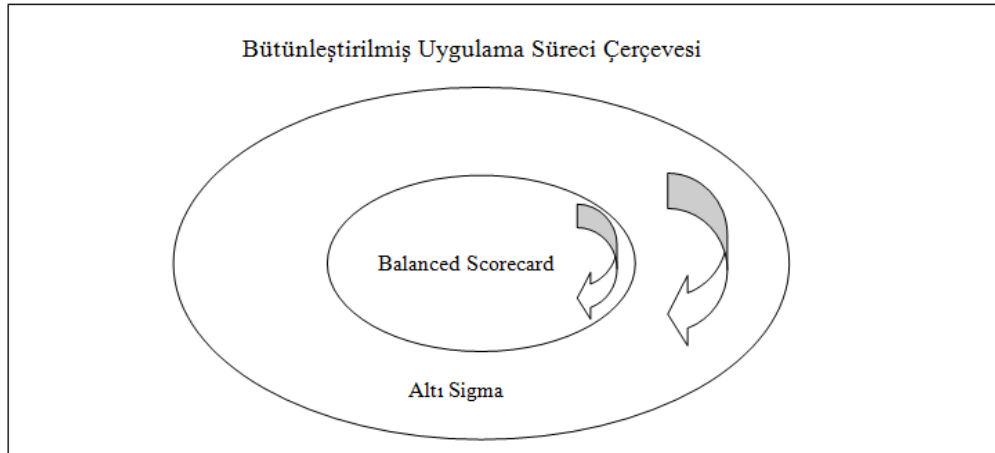 Bütünleştirilmiş Uygulama Süreci Çerçevesi
Balanced Scorecard
Altı Sigma